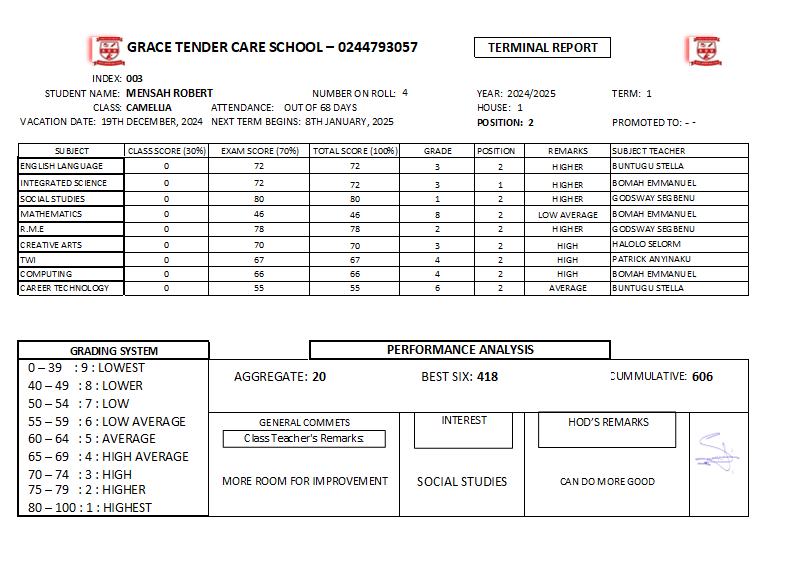 GRACE TENDER CARE SCHOOL – 0244793057 TERMINAL REPORT
INDEX: 003
STUDENT NAME: MENSAH ROBERT NUMBER ON ROLL: 4 YEAR: 2024/2025 TERM: 1
CLASS: CAMELLIA ATTENDANCE: OUT OF 68 DAYS HOUSE: 1
VACATION DATE: 19TH DECEMBER, 2024 NEXT TERM BEGINS: 8TH JANUARY, 2025 POSITION: 2 PROMOTED TO: - -
SUBJECT CLASS SCORE (30%) EXAM SCORE (70%) TOTAL SCORE (100%) GRADE POSITION REMARKS SUBJECT TEACHER
ENGLISH LANGUAGE 0 72 72 3 2 HIGHER BUNTUGU STELLA
INTEGRATED SCIENCE 0 72 72 3 1 HIGHER BOMAH EMMANUEL
SOCIAL STUDIES 0 80 80 1 2 HIGHER GODSWAY SEGBENU
MATHEMATICS 0 46 46 8 2 LOW AVERAGE BOMAH EMMANUEL
R.M.E 0 78 78 2 2 HIGHER GODSWAY SEGBENU
CREATIVE ARTS 0 70 70 3 2 HIGH HALOLO SELORM
TWI 0 67 67 4 2 HIGH PATRICK ANYINAKU
COMPUTING 0 66 66 4 2 HIGH BOMAH EMMANUEL
CAREER TECHNOLOGY 0 55 55 6 2 AVERAGE BUNTUGU STELLA
GRADING SYSTEM
0 – 39 : 9 : LOWEST
40 – 49 : 8 : LOWER
50 – 54 : 7 : LOW
55 – 59 : 6 : LOW AVERAGE
60 – 64 : 5 : AVERAGE
65 – 69 : 4 : HIGH AVERAGE
70 – 74 : 3 : HIGH
75 – 79 : 2 : HIGHER
80 – 100 : 1 : HIGHEST
PERFORMANCE ANALYSIS
AGGREGATE: 20 BEST SIX: 418 CUMMULATIVE: 606
GENERAL COMMETS
Class Teacher's Remarks:
MORE ROOM FOR IMPROVEMENT
INTEREST
SOCIAL STUDIES
HOD'S REMARKS
CAN DO MORE GOOD